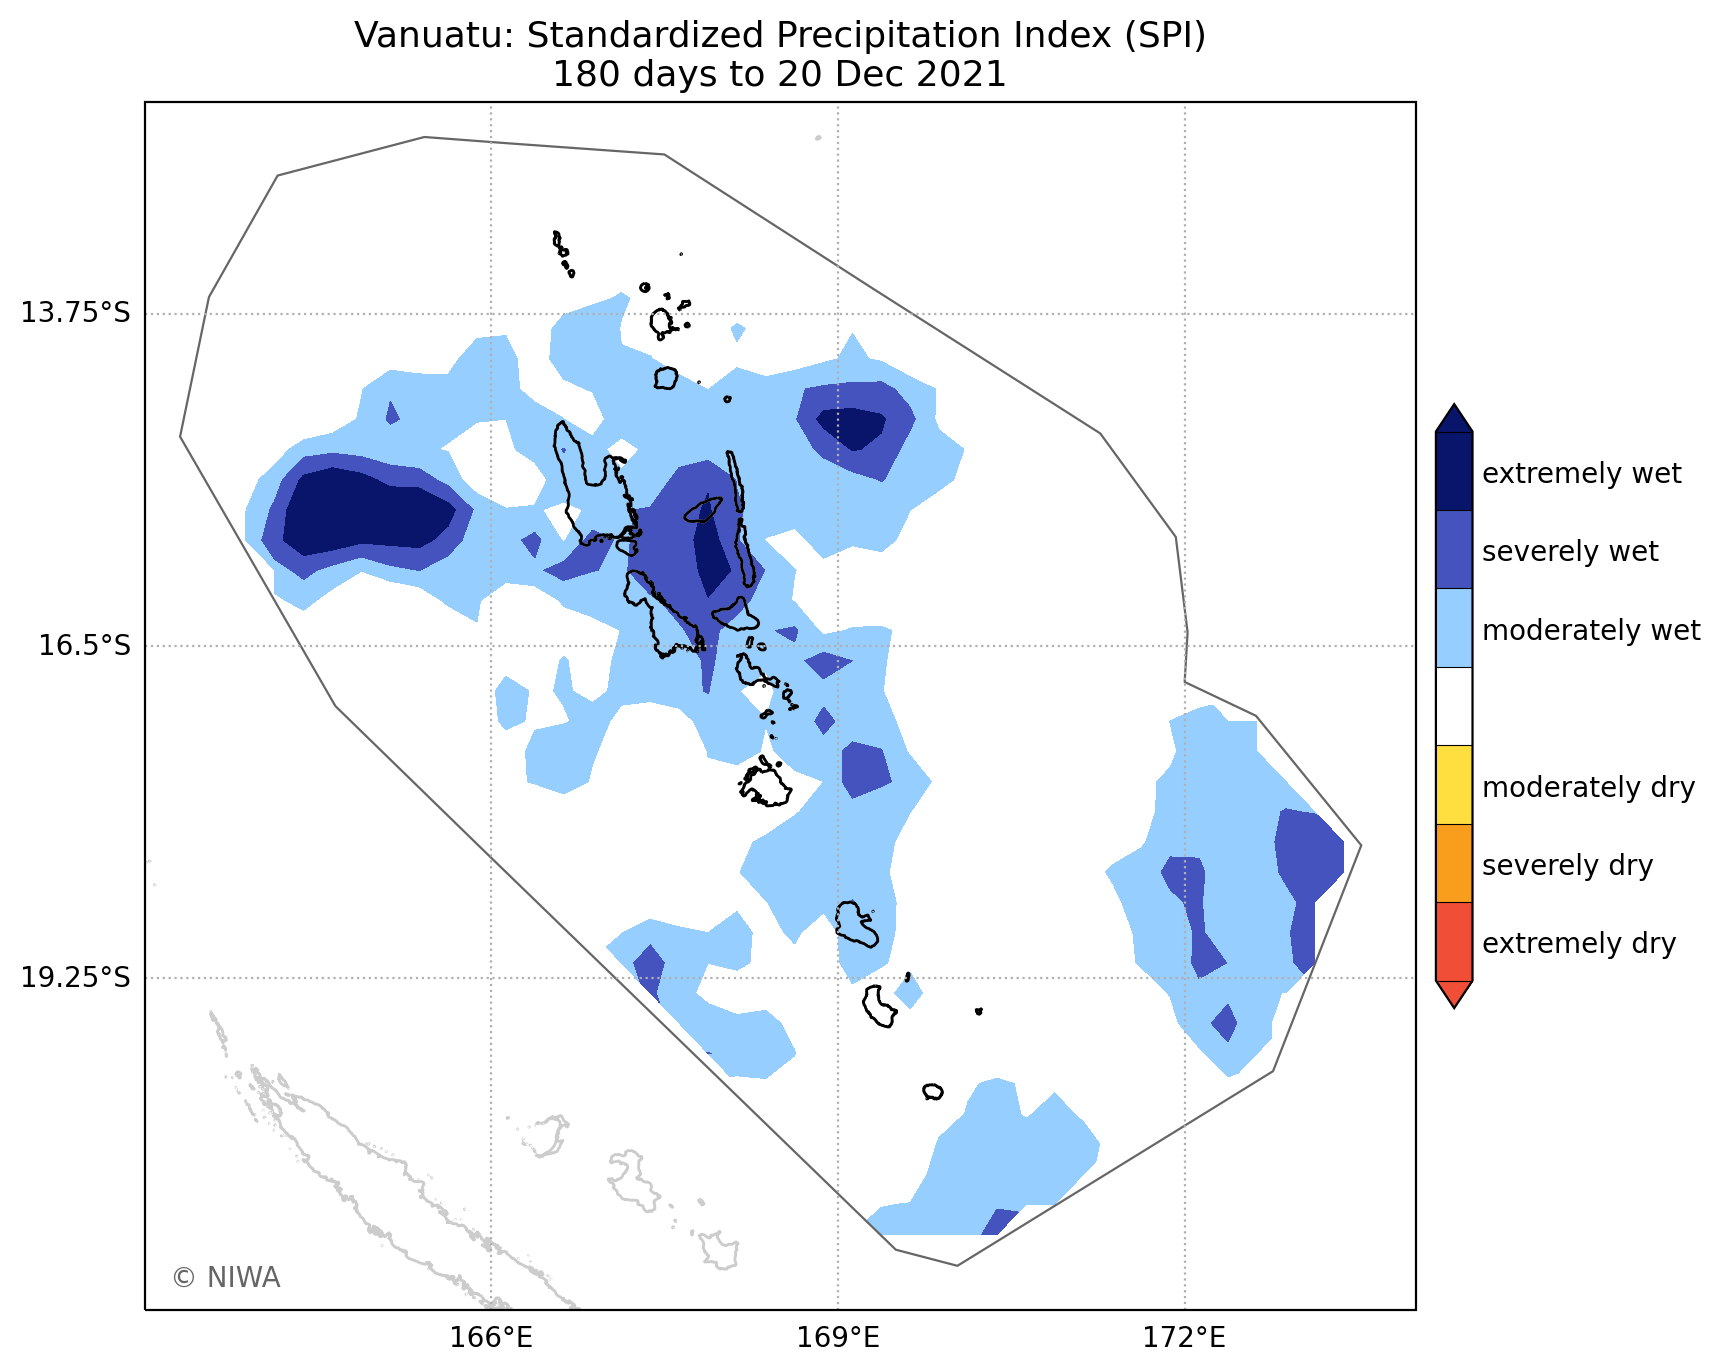 Vanuatu: Standardized Precipitation Index (SPI)
180 days to 20 Dec 2021
13.75°S
16.5°S
19.25°S
166°E
169°E
172°E
extremely wet
severely wet
moderately wet
moderately dry
severely dry
extremely dry
© NIWA